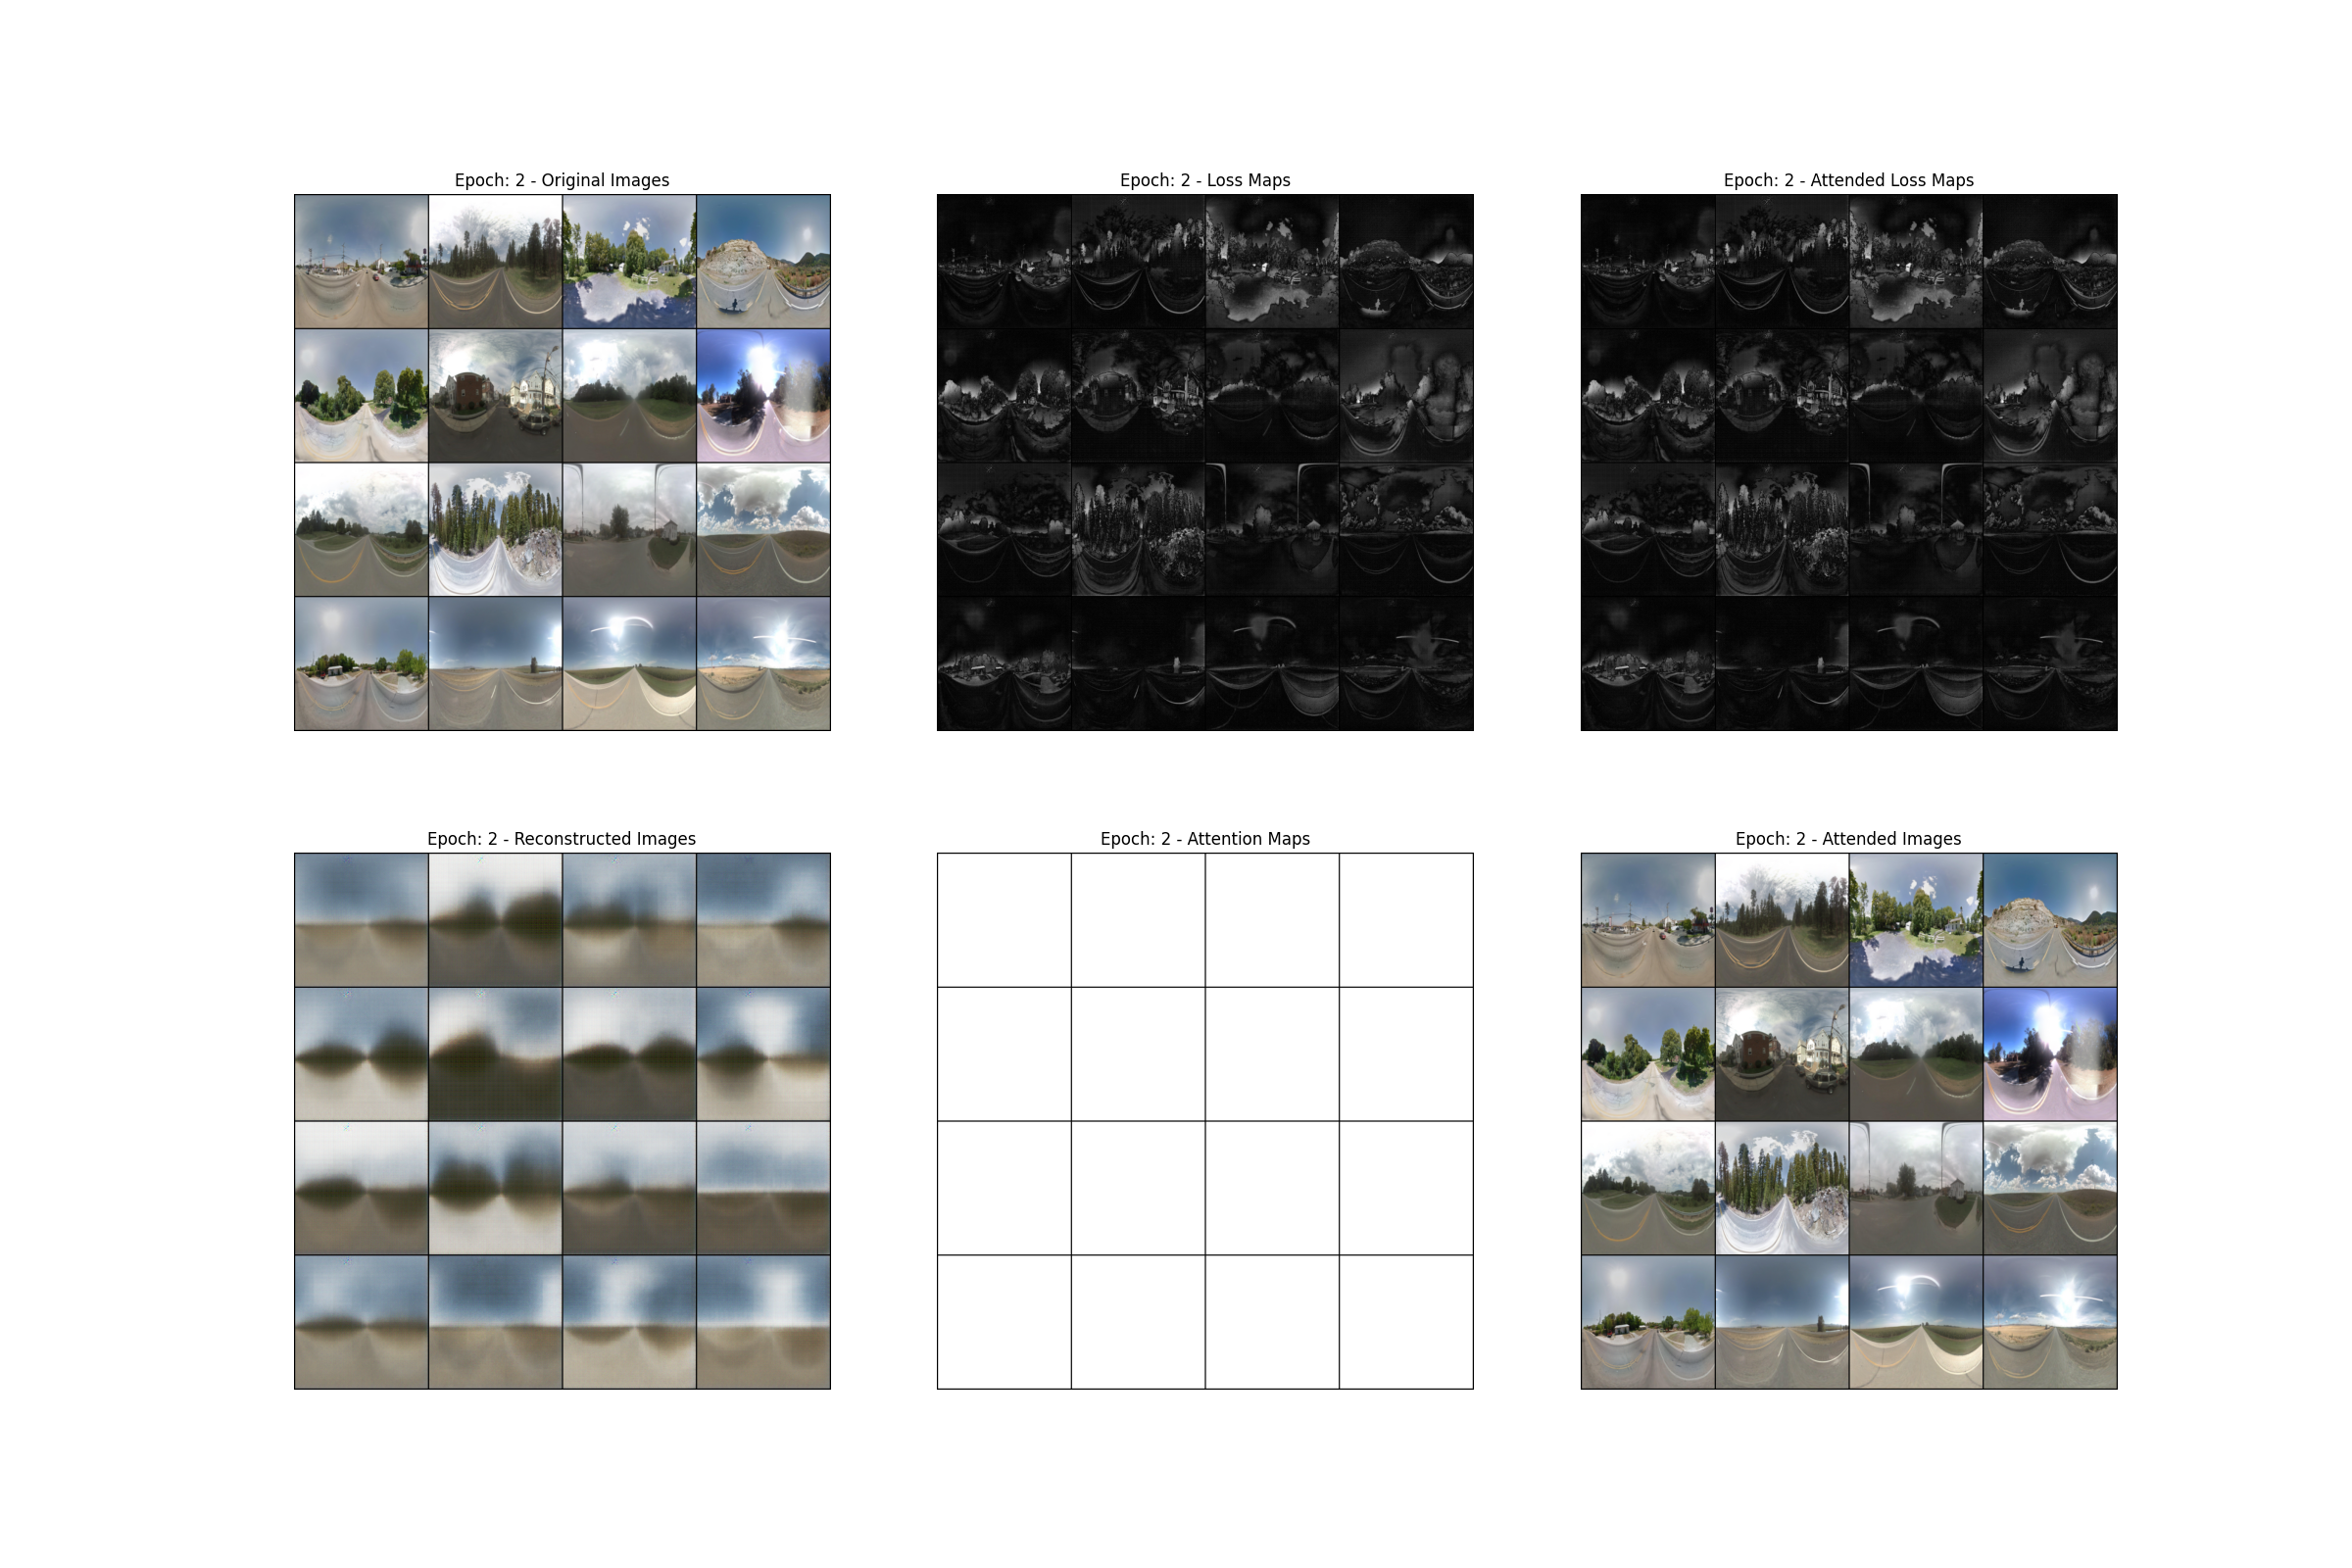 Epoch: 2 - Original Images
Epoch: 2 - Loss Maps
Epoch: 2 - Attended Loss Maps
Epoch: 2 - Reconstructed Images
Epoch: 2 - Attention Maps
Epoch: 2 - Attended Images